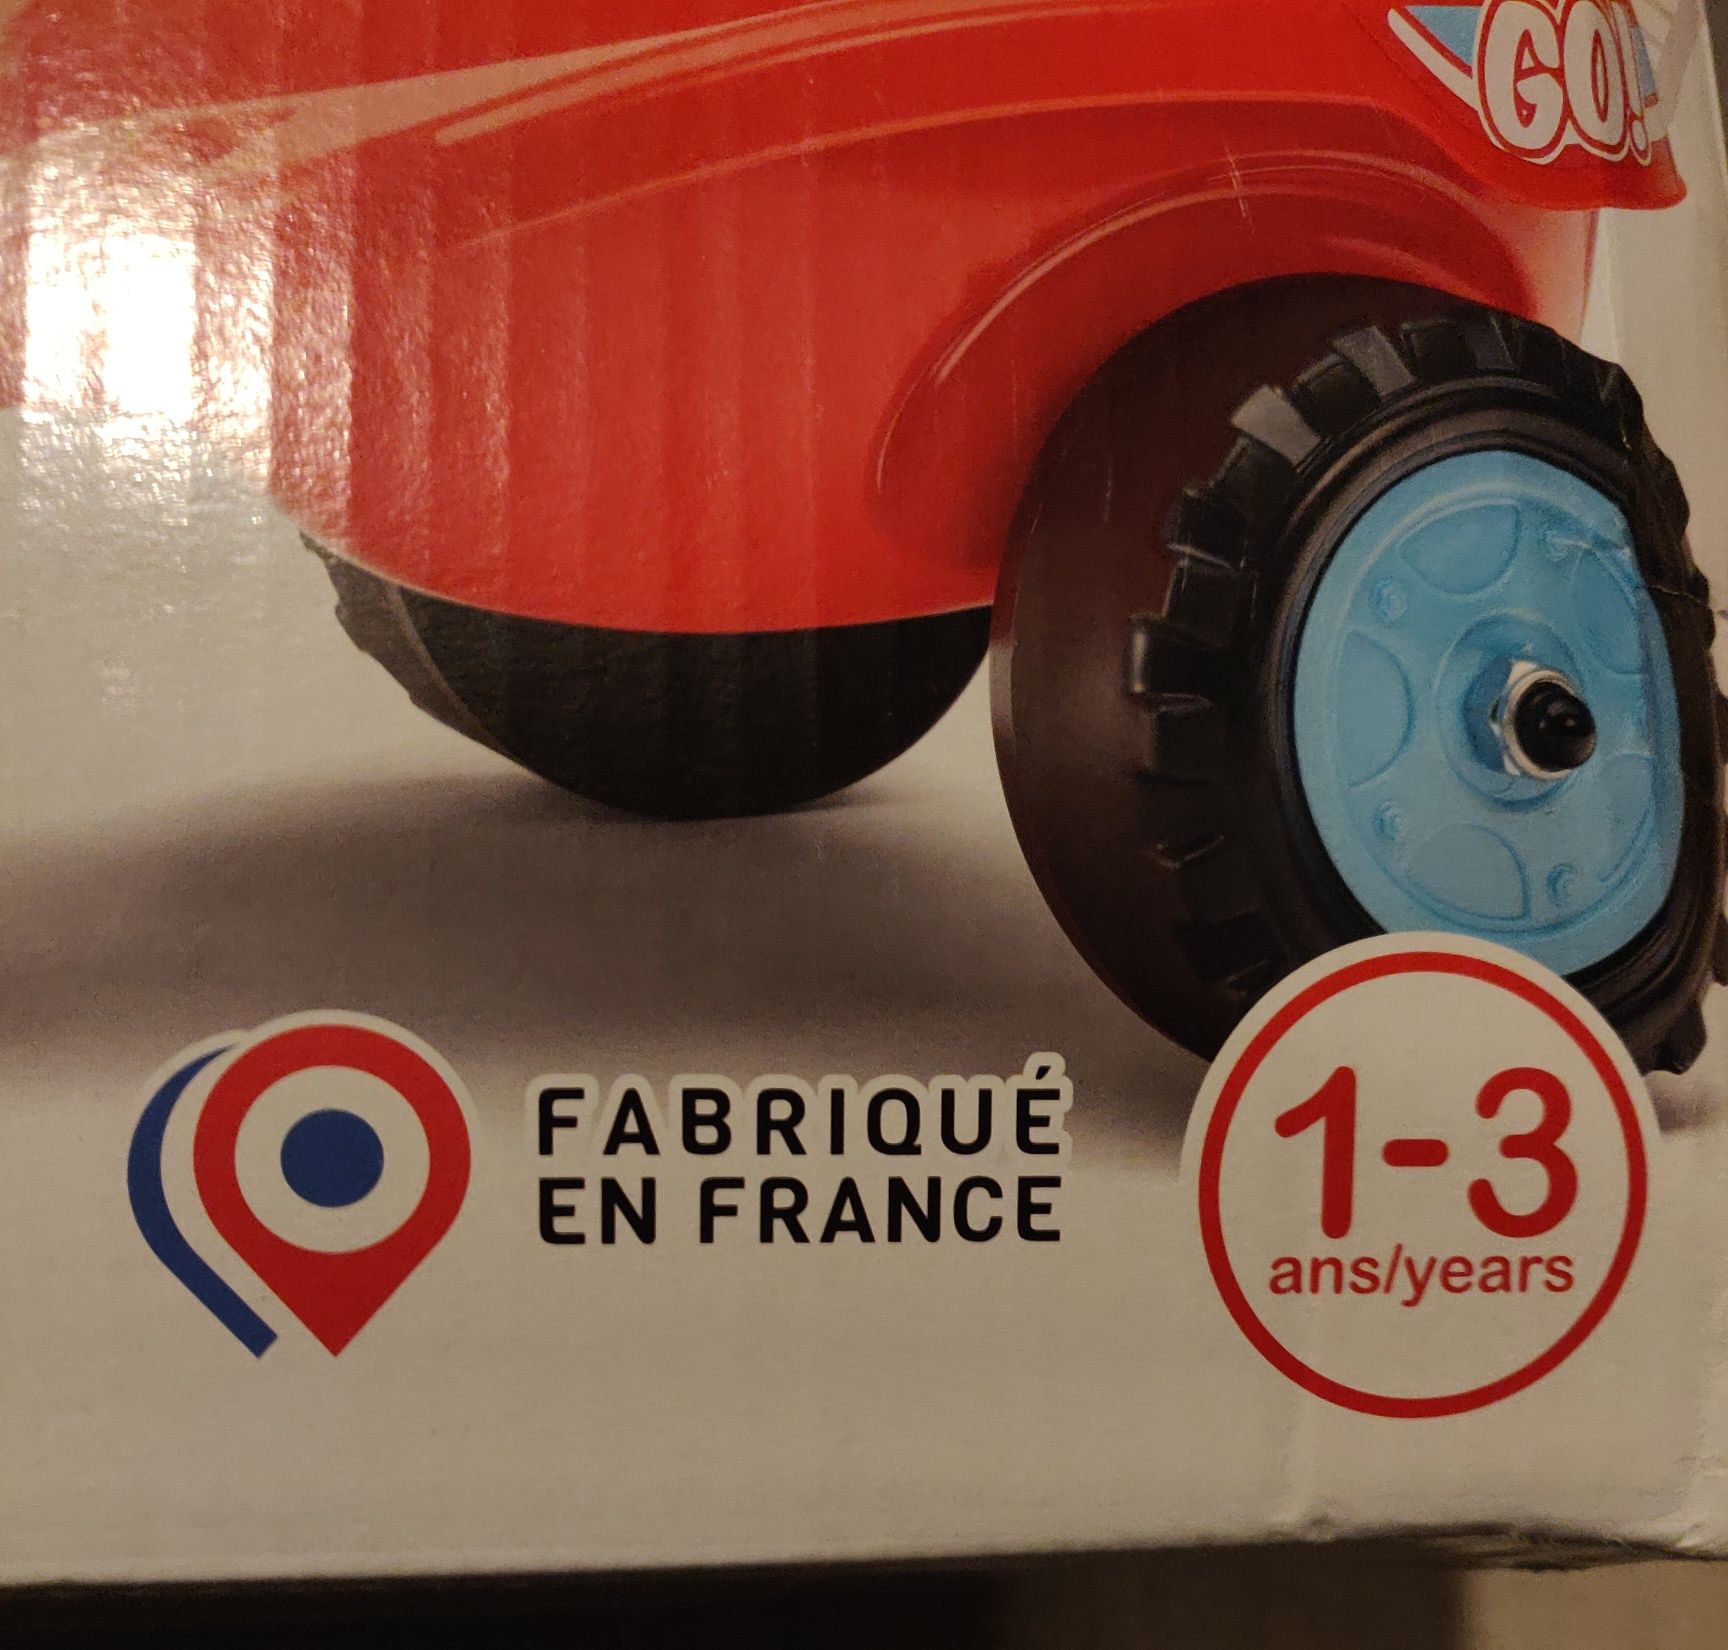 GO!
FABRIQUÉ
EN FRANCE
1-3
ans/years